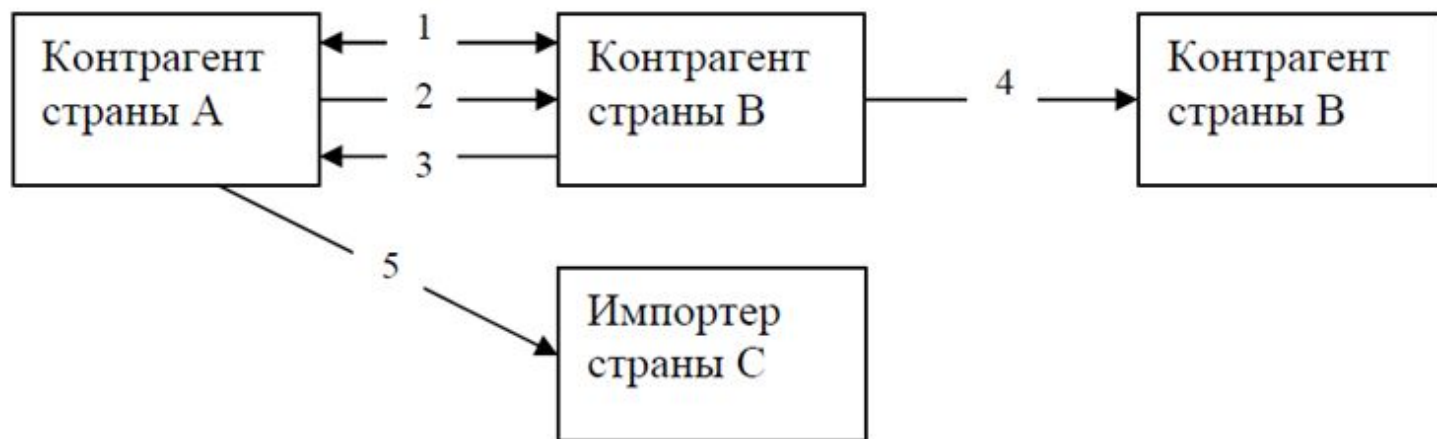 Контрагент
страны А
1
2
3
Контрагент
страны В
4
Контрагент
страны В
5
Импортер
страны С